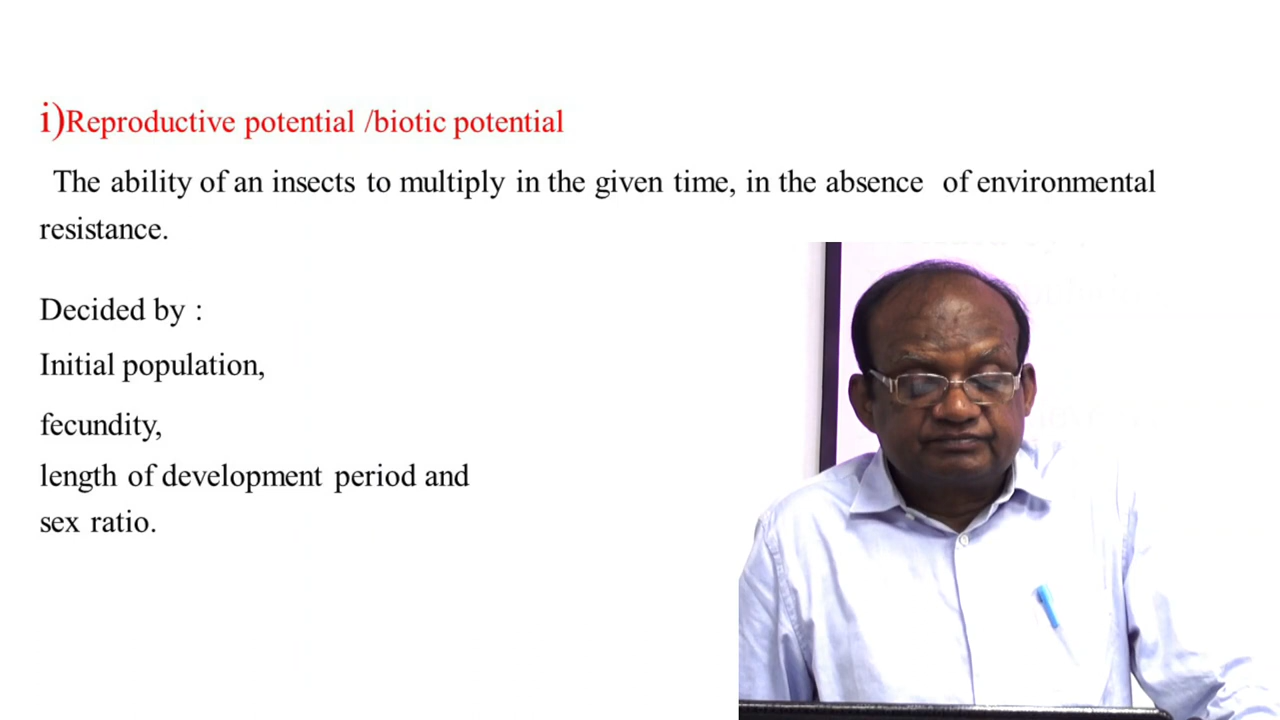 i)Reproductive potential /biotic potential
The ability of an insects to multiply in the given time, in the absence of environmental
resistance.
Decided by :
Initial population,
fecundity,
length of development period and
sex ratio.